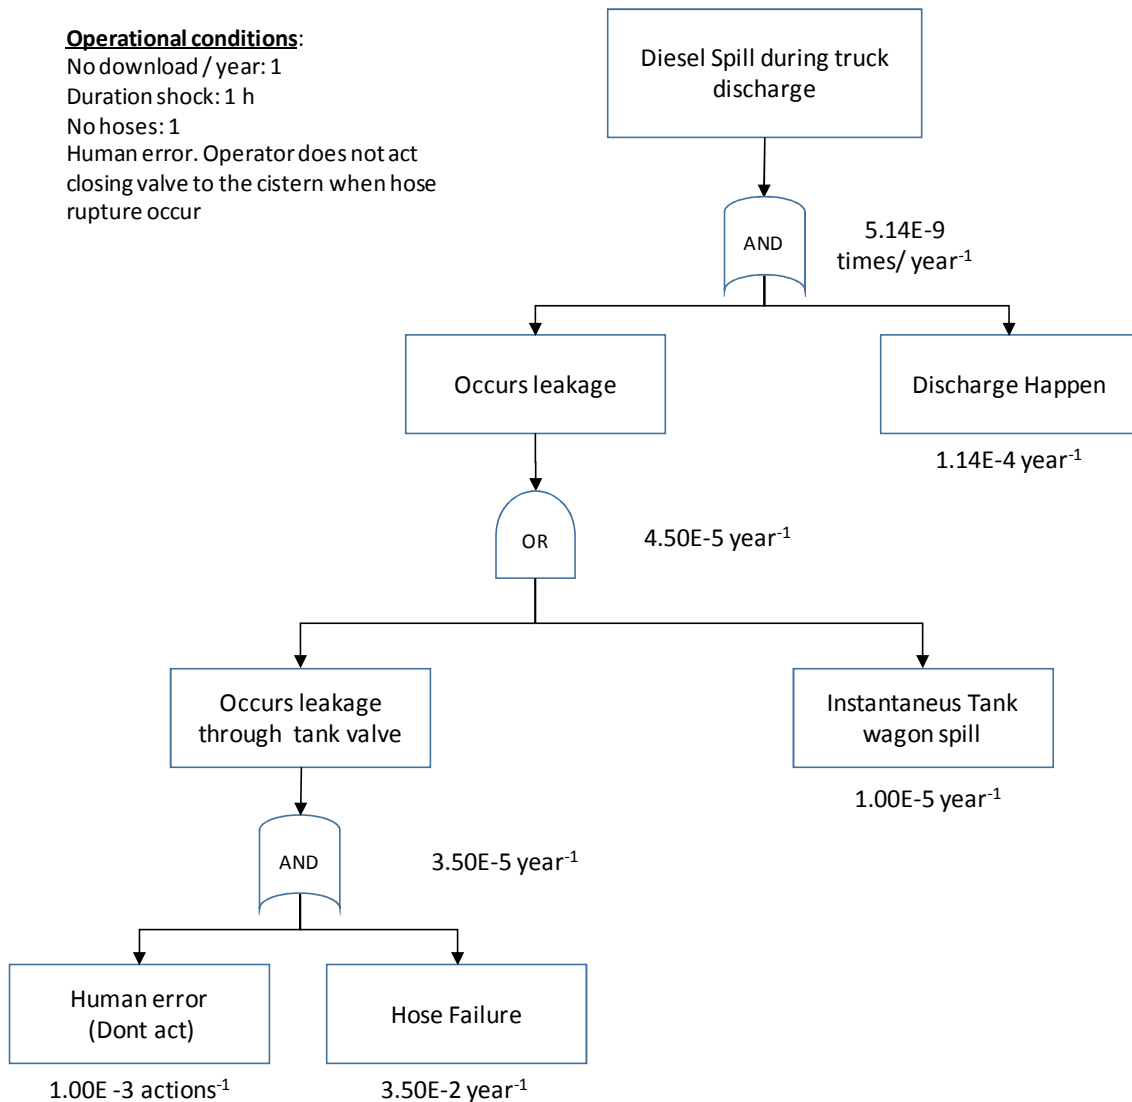 Operational conditions:
No download / year: 1
Duration shock: 1 h
No hoses: 1
Human error. Operator does not act
closing valve to the cistern when hose
rupture occur
Diesel Spill during truck
discharge
AND
5.14E-9
times/ year-1
Occurs leakage
Discharge Happen
1.14E-4 year-1
OR
4.50E-5 year-1
Occurs leakage
through tank valve
Instantaneus Tank
wagon spill
1.00E-5 year-1
AND
3.50E-5 year-1
Human error
(Dont act)
Hose Failure
1.00E -3 actions-1
3.50E-2 year-1